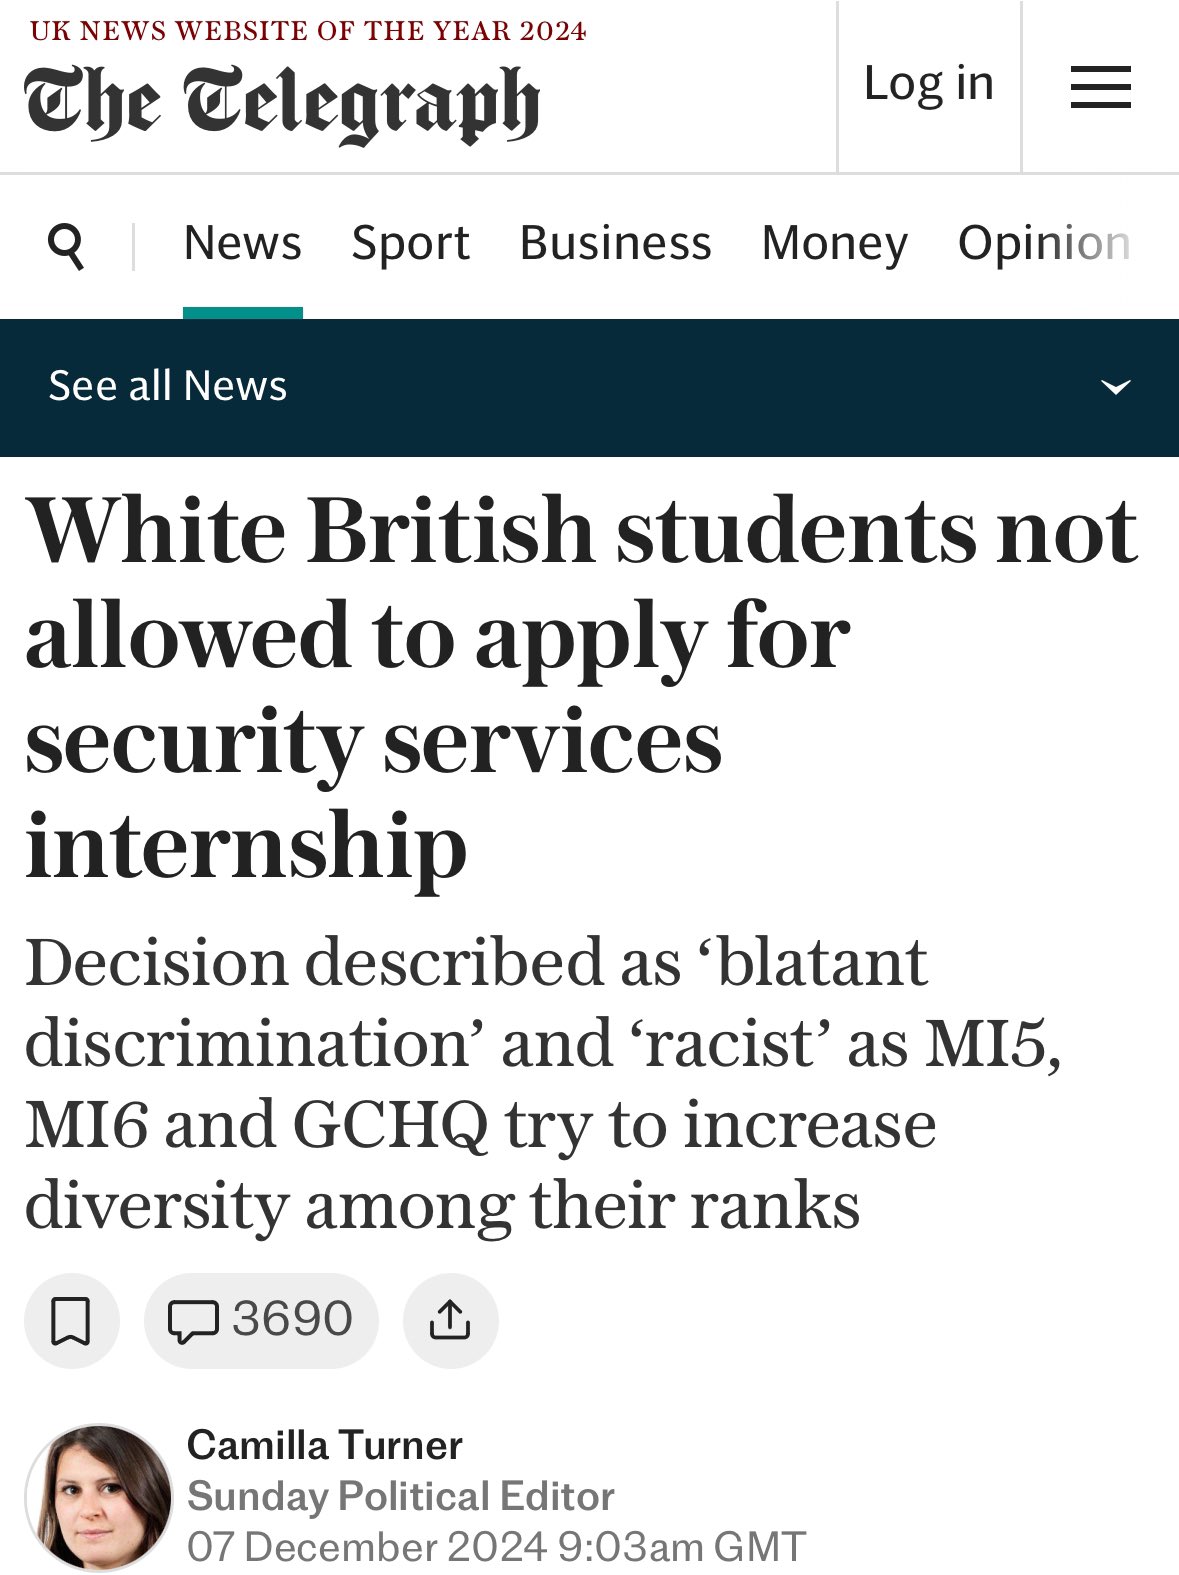 UK NEWS WEBSITE OF THE YEAR 2024
The Telegraph
Log in
News Sport Business Money Opinion
See all News
White British students not
allowed to apply for
security services
internship
Decision described as ‘blatant
discrimination’ and ‘racist’ as MI5,
MI6 and GCHQ try to increase
diversity among their ranks
3690
Camilla Turner
Sunday Political Editor
07 December 2024 9:03am GMT